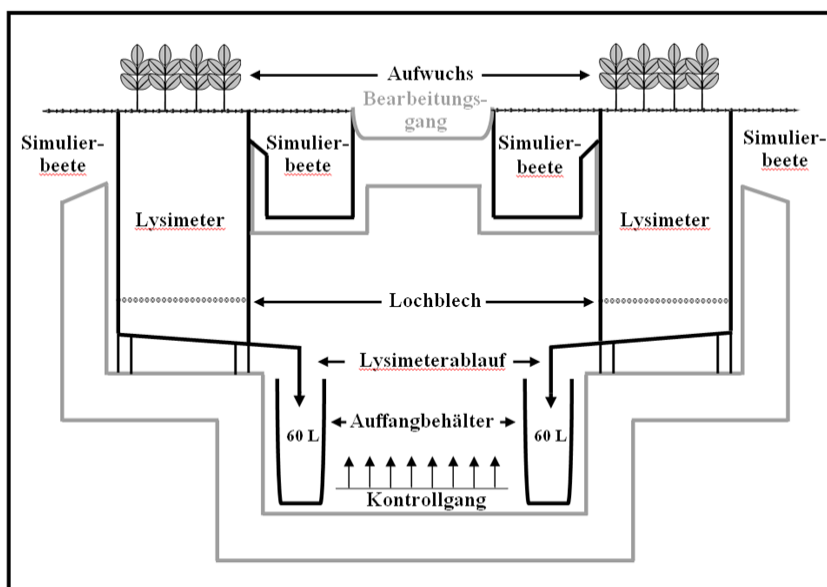 Aufwuchs
Bearbeitungs-
gang
Simulier-
beete
Simulier-
beete
Simulier-
beete
Simulier-
beete
Lysimeter
Lysimeter
Lochblech
Lysimeterablauf
Auffangbehälter
60 L
60 L
Kontrollgang